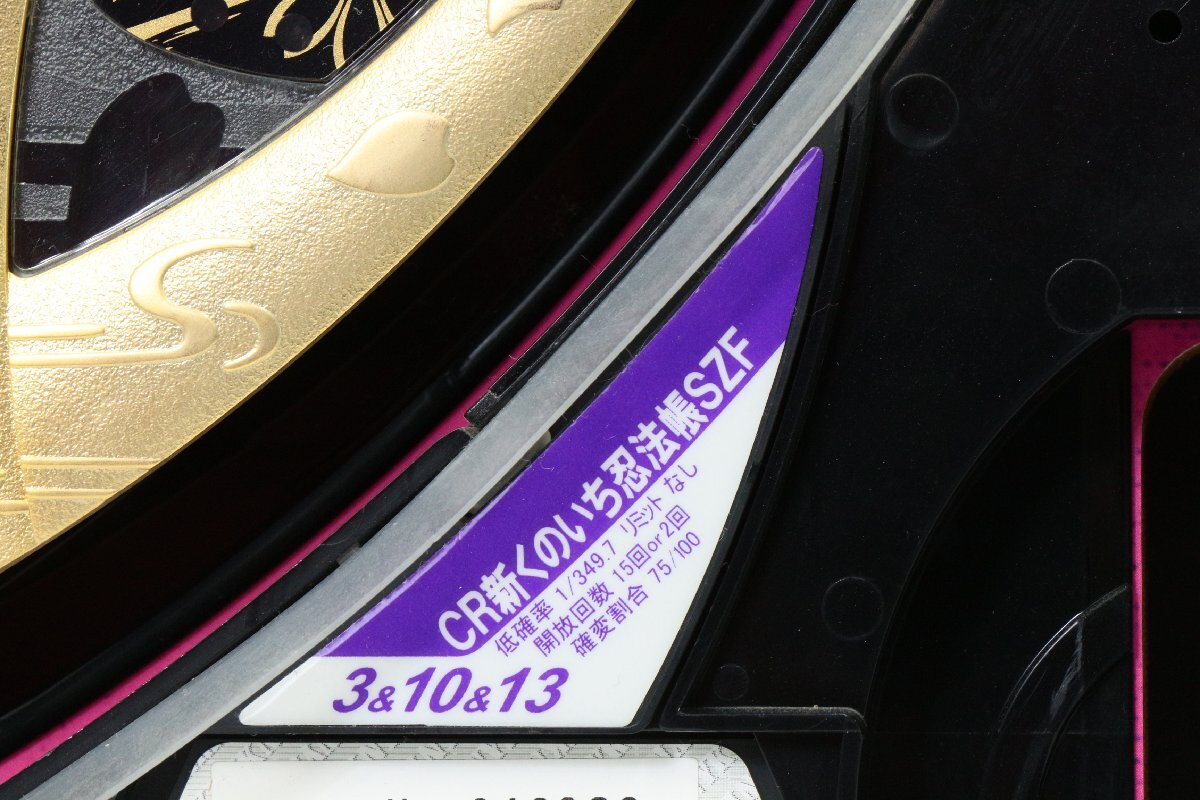 CR新くのいち忍法帳SZF
低確率 1/349.7 リミット なし
開放回数 15回or2回
確変割合 75/100
3&10&13